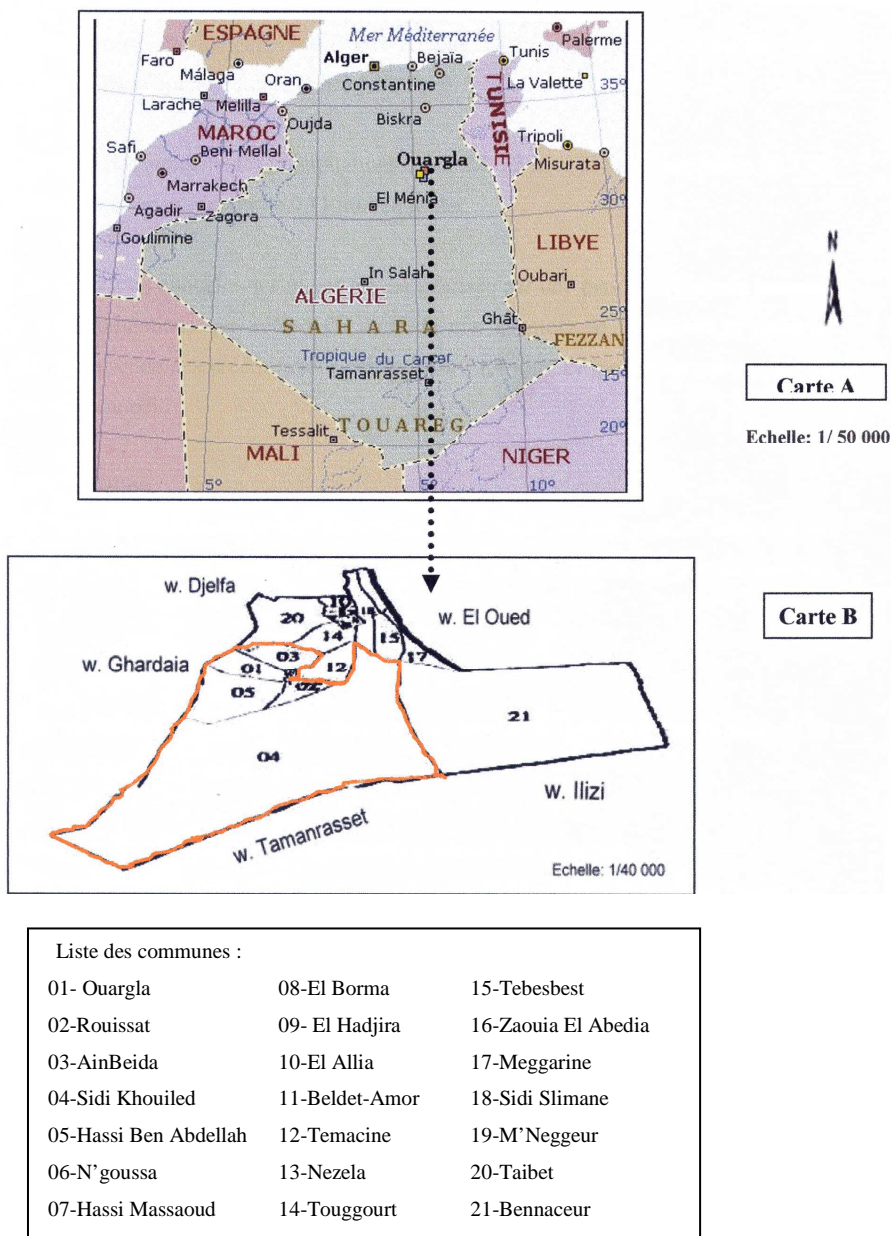 ESPAGNE
Mer Méditerranée
Palerme
Faro
Málaga
Alger
Bejaïa
Tunis
Oran
Constantine
La Valette
35°
Larache
Melilla
TUNISIE
Biskra
Oujda
MAROC
Tripoli
Safi
Beni Mellal
Ouargla
Misurata
Marrakech
El Ménia
30°
Agadir
Zagora
Goulimine
LIBYE
N
In Salah
Oubari
ALGÉRIE
25°
SAHARA
Ghât
FEZZAN
Tropique du Cancer
15°
Tamanrasset
Carte A
TOUAREG
20°
Tessalit
Echelle: 1/ 50 000
MALI
NIGER
5°
5°
10°
w. Djelfa
20
w. El Oued
Carte B
14
15
w. Ghardaia
03
17
01
12
05
21
04
w. Ilizi
w. Tamanrasset
Echelle: 1/40 000
Liste des communes :
01- Ouargla 08-El Borma 15-Tebesbest
02-Rouissat 09- El Hadjira 16-Zaouia El Abedia
03-AinBeida 10-El Allia 17-Meggarine
04-Sidi Khouiled 11-Beldet-Amor 18-Sidi Slimane
05-Hassi Ben Abdellah 12-Temacine 19-M’Neggeur
06-N’goussa 13-Nezela 20-Taibet
07-Hassi Massaoud 14-Touggourt 21-Bennaceur